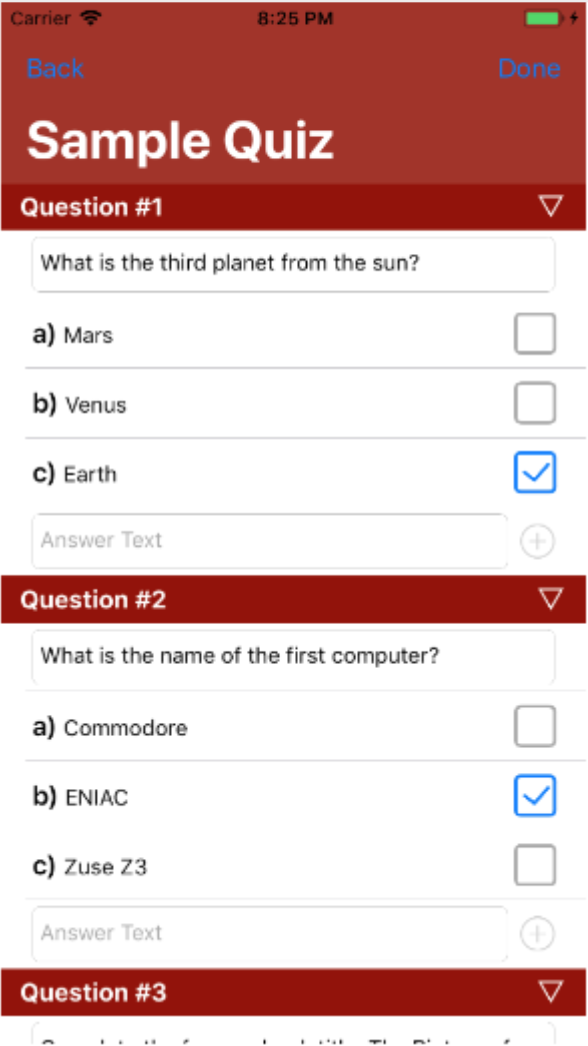 Carrier 8:25 PM
Back Done
Sample Quiz
Question #1
What is the third planet from the sun?
a) Mars
b) Venus
c) Earth
Answer Text
Question #2
What is the name of the first computer?
a) Commodore
b) ENIAC
c) Zuse Z3
Answer Text
Question #3